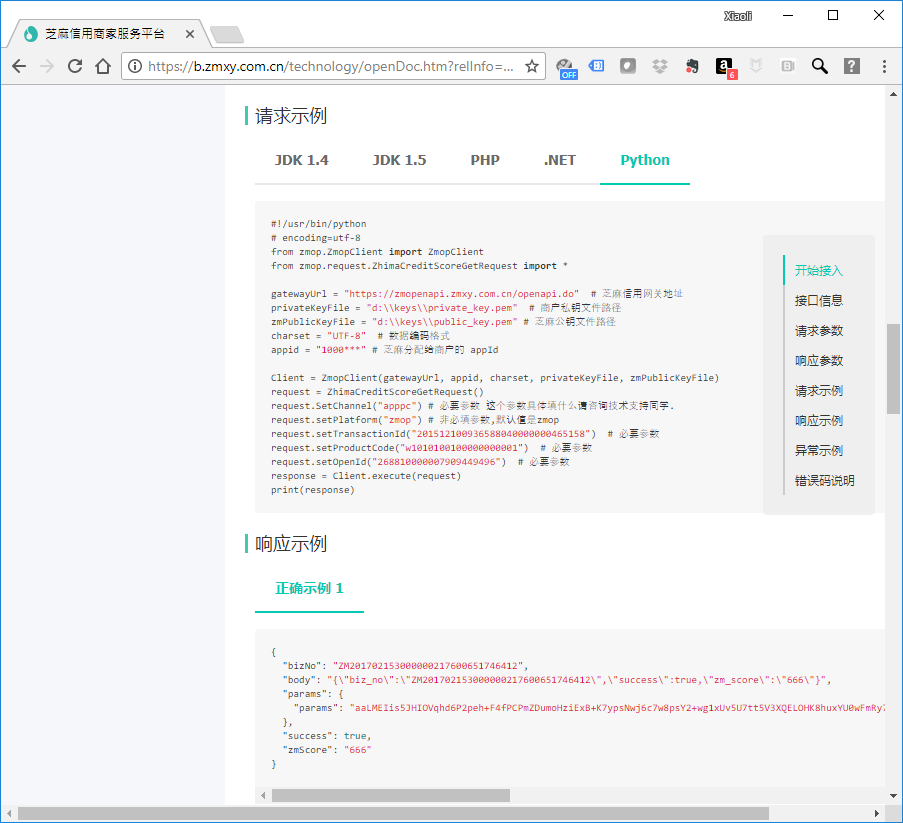 Xiaoli
芝麻信用商家服务平台
https://b.zmxy.com.cn/technology/openDoc.htm?relInfo=...
OFF
6
请求示例
JDK 1.4 JDK 1.5 PHP .NET Python
#!/usr/bin/python
# encoding=utf-8
from zmop.ZmopClient import ZmopClient
from zmop.request.ZhimaCreditScoreGetRequest import *
gatewayUrl = "https://zmopenapi.zmxy.com.cn/openapi.do"  # 芝麻信用网关地址
privateKeyFile = "d:\\keys\\private_key.pem"  # 商户私钥文件路径
zmPublicKeyFile = "d:\\keys\\public_key.pem" # 芝麻公钥文件路径
charset = "UTF-8"  # 数据编码格式
appid = "1000***" # 芝麻分配给商户的 appId
Client = ZmopClient(gatewayUrl, appid, charset, privateKeyFile, zmPublicKeyFile)
request = ZhimaCreditScoreGetRequest()
request.SetChannel("apppc") # 必要参数 这个参数具体填什么请咨询技术支持同学.
request.setPlatform("zmop") # 非必填参数,默认值是zmop
request.setTransactionId("201512100936588040000000465158")  # 必要参数
request.setProductCode("w1010100100000000001")  # 必要参数
request.setOpenId("268810000007909449496")  # 必要参数
response = Client.execute(request)
print(response)
开始接入
接口信息
请求参数
响应参数
请求示例
响应示例
异常示例
错误码说明
响应示例
正确示例 1
{
"bizNo": "ZM201702153000000217600651746412",
"body": "{\"biz_no\":\"ZM201702153000000217600651746412\",\"success\":true,\"zm_score\":\"666\"}",
"params": {
"params": "aaLMEIis5JHIOVqhd6P2peh+F4fPCPmZDumoHziExB+K7ypsNwj6c7w8psY2+wg1xUv5U7tt5V3XQELOHK8huxYU0wFmRy7
},
"success": true,
"zmScore": "666"
}